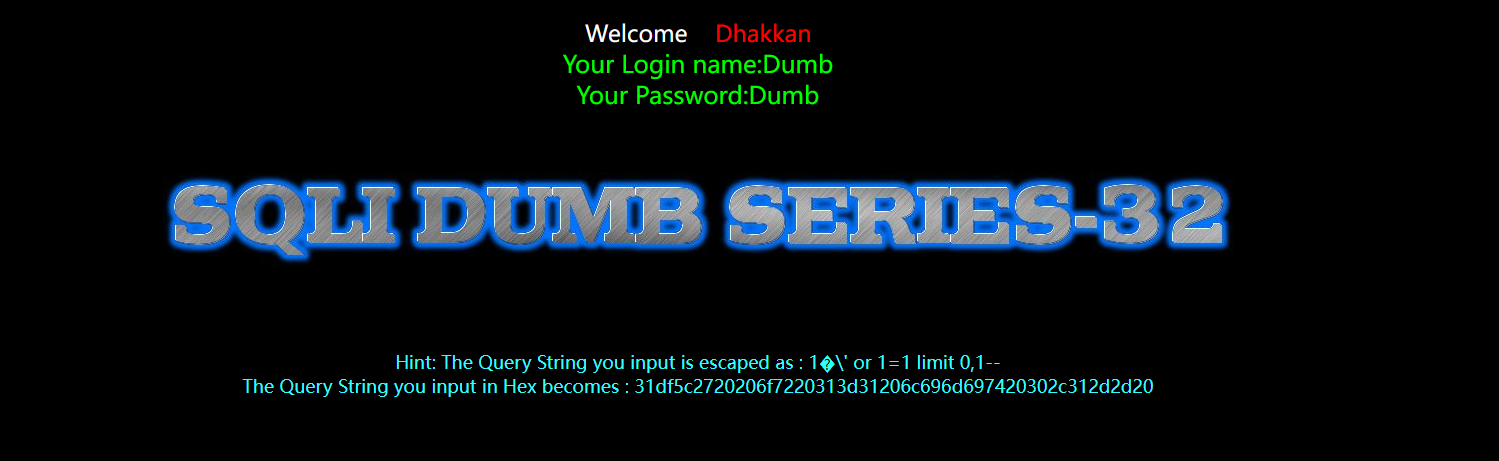 Welcome Dhakkan
Your Login name:Dumb
Your Password:Dumb
SQLI DUMB SERIES-32
Hint: The Query String you input is escaped as : 1�\' or 1=1 limit 0,1--
The Query String you input in Hex becomes : 31df5c2720206f7220313d31206c696d697420302c312d2d20